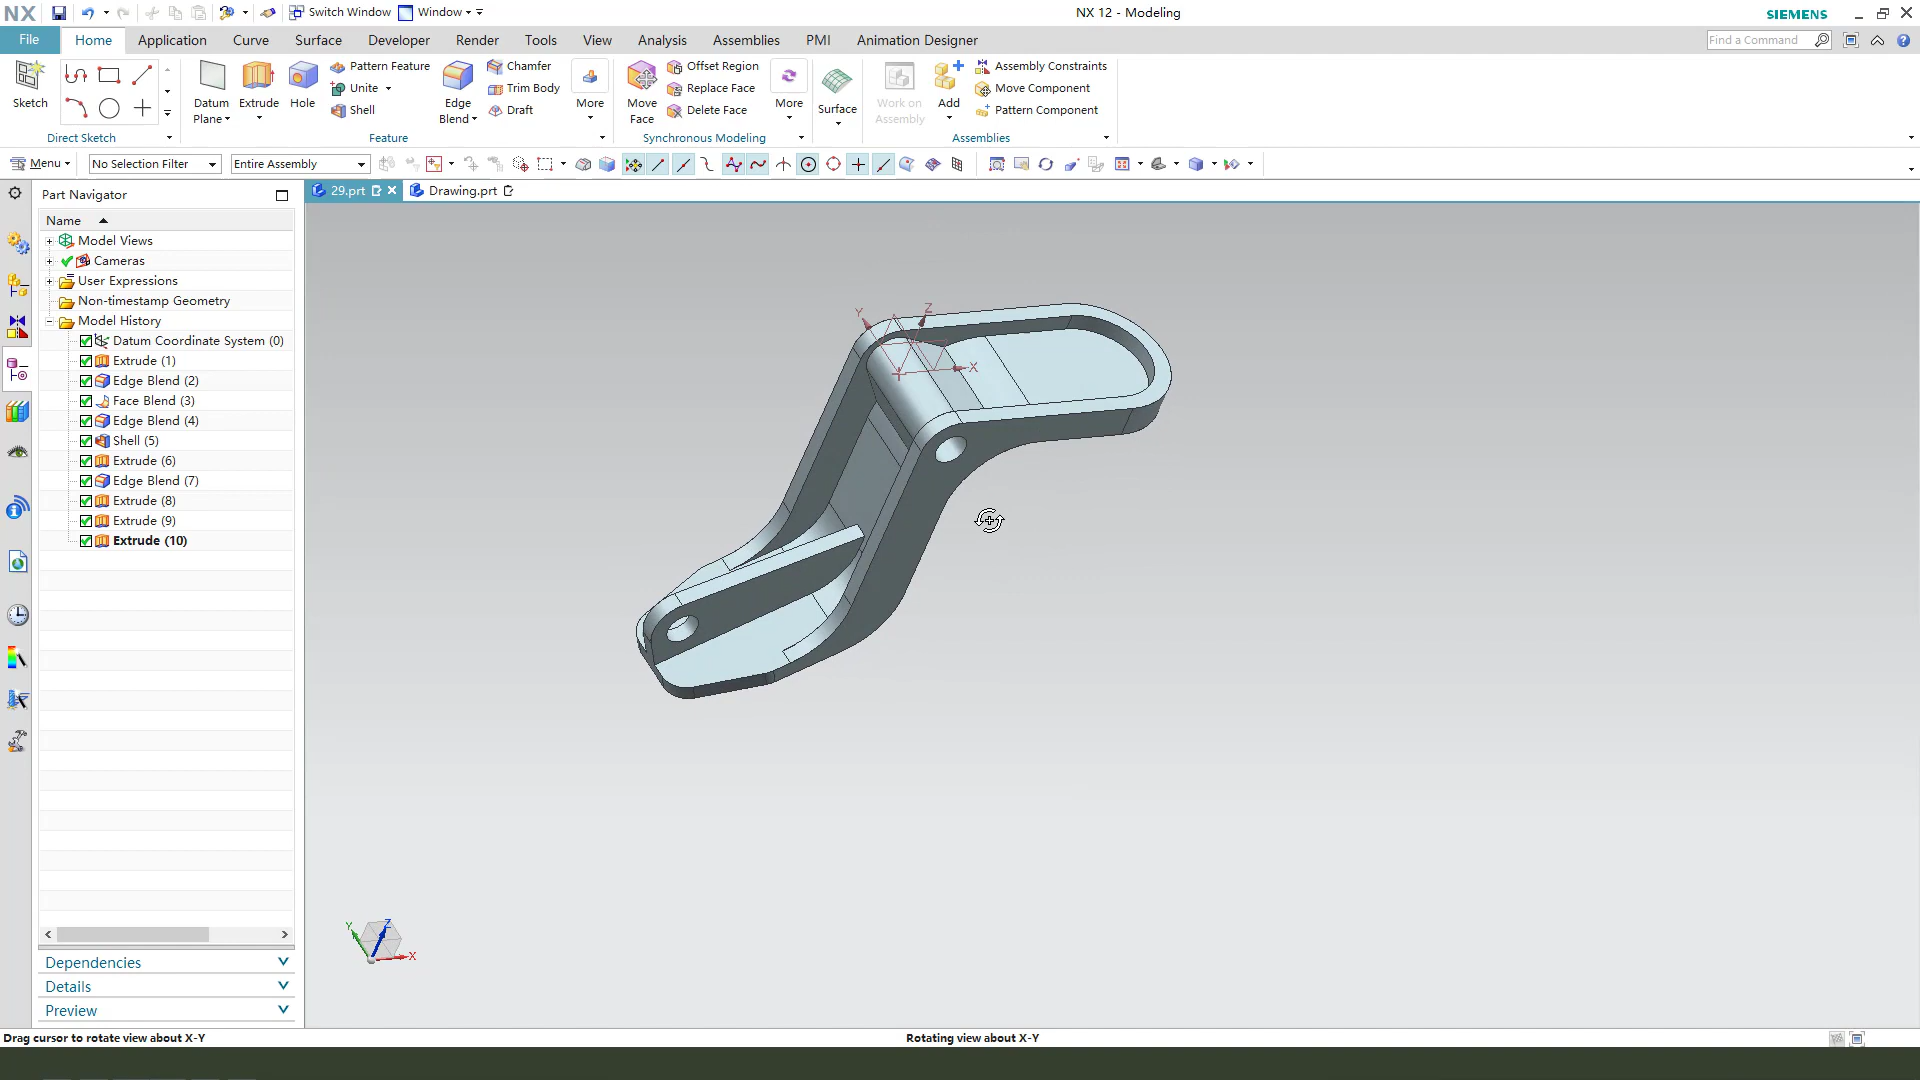 NX
Switch Window
Window
NX 12 - Modeling
SIEMENS
File
Home
Application
Curve
Surface
Developer
Render
Tools
View
Analysis
Assemblies
PMI
Animation Designer
Find a Command
Sketch
Direct Sketch
Datum
Plane
Extrude
Hole
Pattern Feature
Unite
Shell
Edge
Blend
Chamfer
Trim Body
Draft
More
Feature
Move
Face
Offset Region
Replace Face
Delete Face
More
Synchronous Modeling
Surface
Work on
Assembly
Add
Assembly Constraints
Move Component
Pattern Component
Assemblies
Menu
No Selection Filter
Entire Assembly
Part Navigator
29.prt
Drawing.prt
Name
Model Views
Cameras
User Expressions
Non-timestamp Geometry
Model History
Datum Coordinate System (0)
Extrude (1)
Edge Blend (2)
Face Blend (3)
Edge Blend (4)
Shell (5)
Extrude (6)
Edge Blend (7)
Extrude (8)
Extrude (9)
Extrude (10)
Y
Z
X
Y
Z
X
Dependencies
Details
Preview
Drag cursor to rotate view about X-Y
Rotating view about X-Y